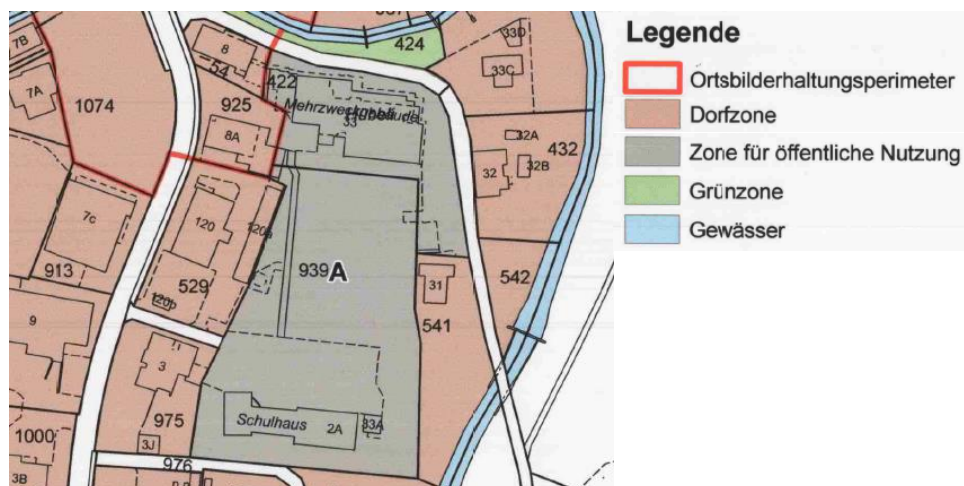 7B
8
33D
424
Legende
54
422
33C
Ortsbilderhaltungsperimeter
7A
1074
925
Mehrzweckgebäude
33
Dorfzone
8A
32A
432
Zone für öffentliche Nutzung
32
32B
Grünzone
7c
120
120a
Gewässer
913
939
A
31
542
529
120b
541
9
3
975
Schulhaus
2A
33A
1000
3J
976
3B